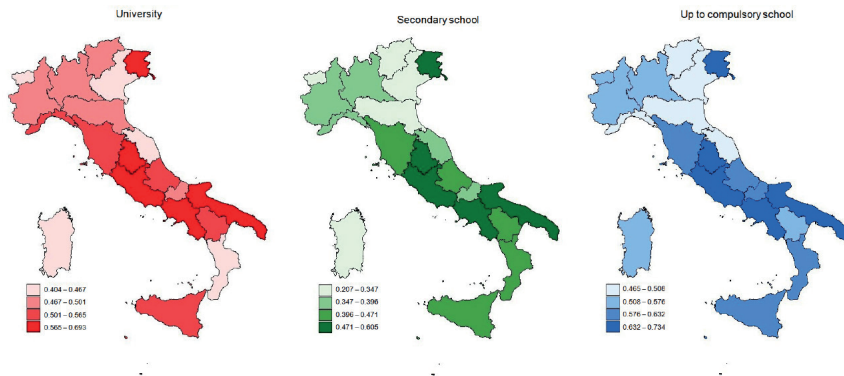 University
Secondary school
Up to compulsory school
0.404 – 0.467
0.467 – 0.501
0.501 – 0.565
0.565 – 0.693
0.207 – 0.347
0.347 – 0.396
0.396 – 0.471
0.471 – 0.605
0.465 – 0.508
0.508 – 0.576
0.576 – 0.632
0.632 – 0.734